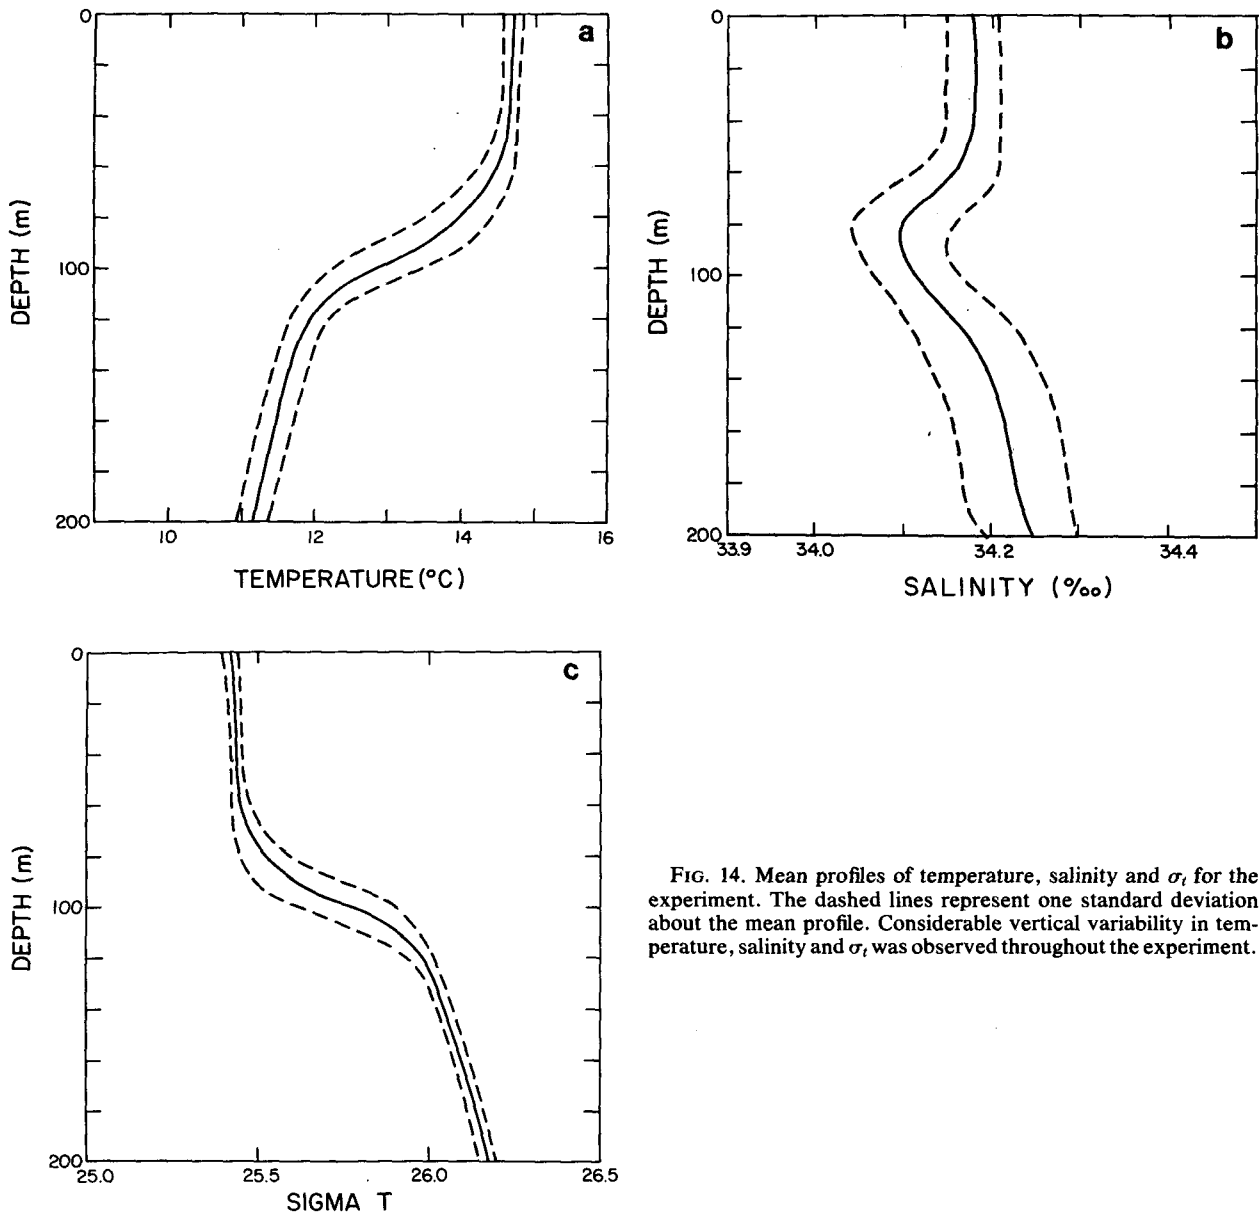 a
0
100
200
DEPTH (m)
10 12 14 16
TEMPERATURE (°C)
b
0
100
200
DEPTH (m)
33.9 34.0 34.2 34.4
SALINITY (‰)
c
0
100
200
DEPTH (m)
25.0 25.5 26.0 26.5
SIGMA T
FIG. 14. Mean profiles of temperature, salinity and σt for the
experiment. The dashed lines represent one standard deviation
about the mean profile. Considerable vertical variability in tem-
perature, salinity and σt was observed throughout the experiment.